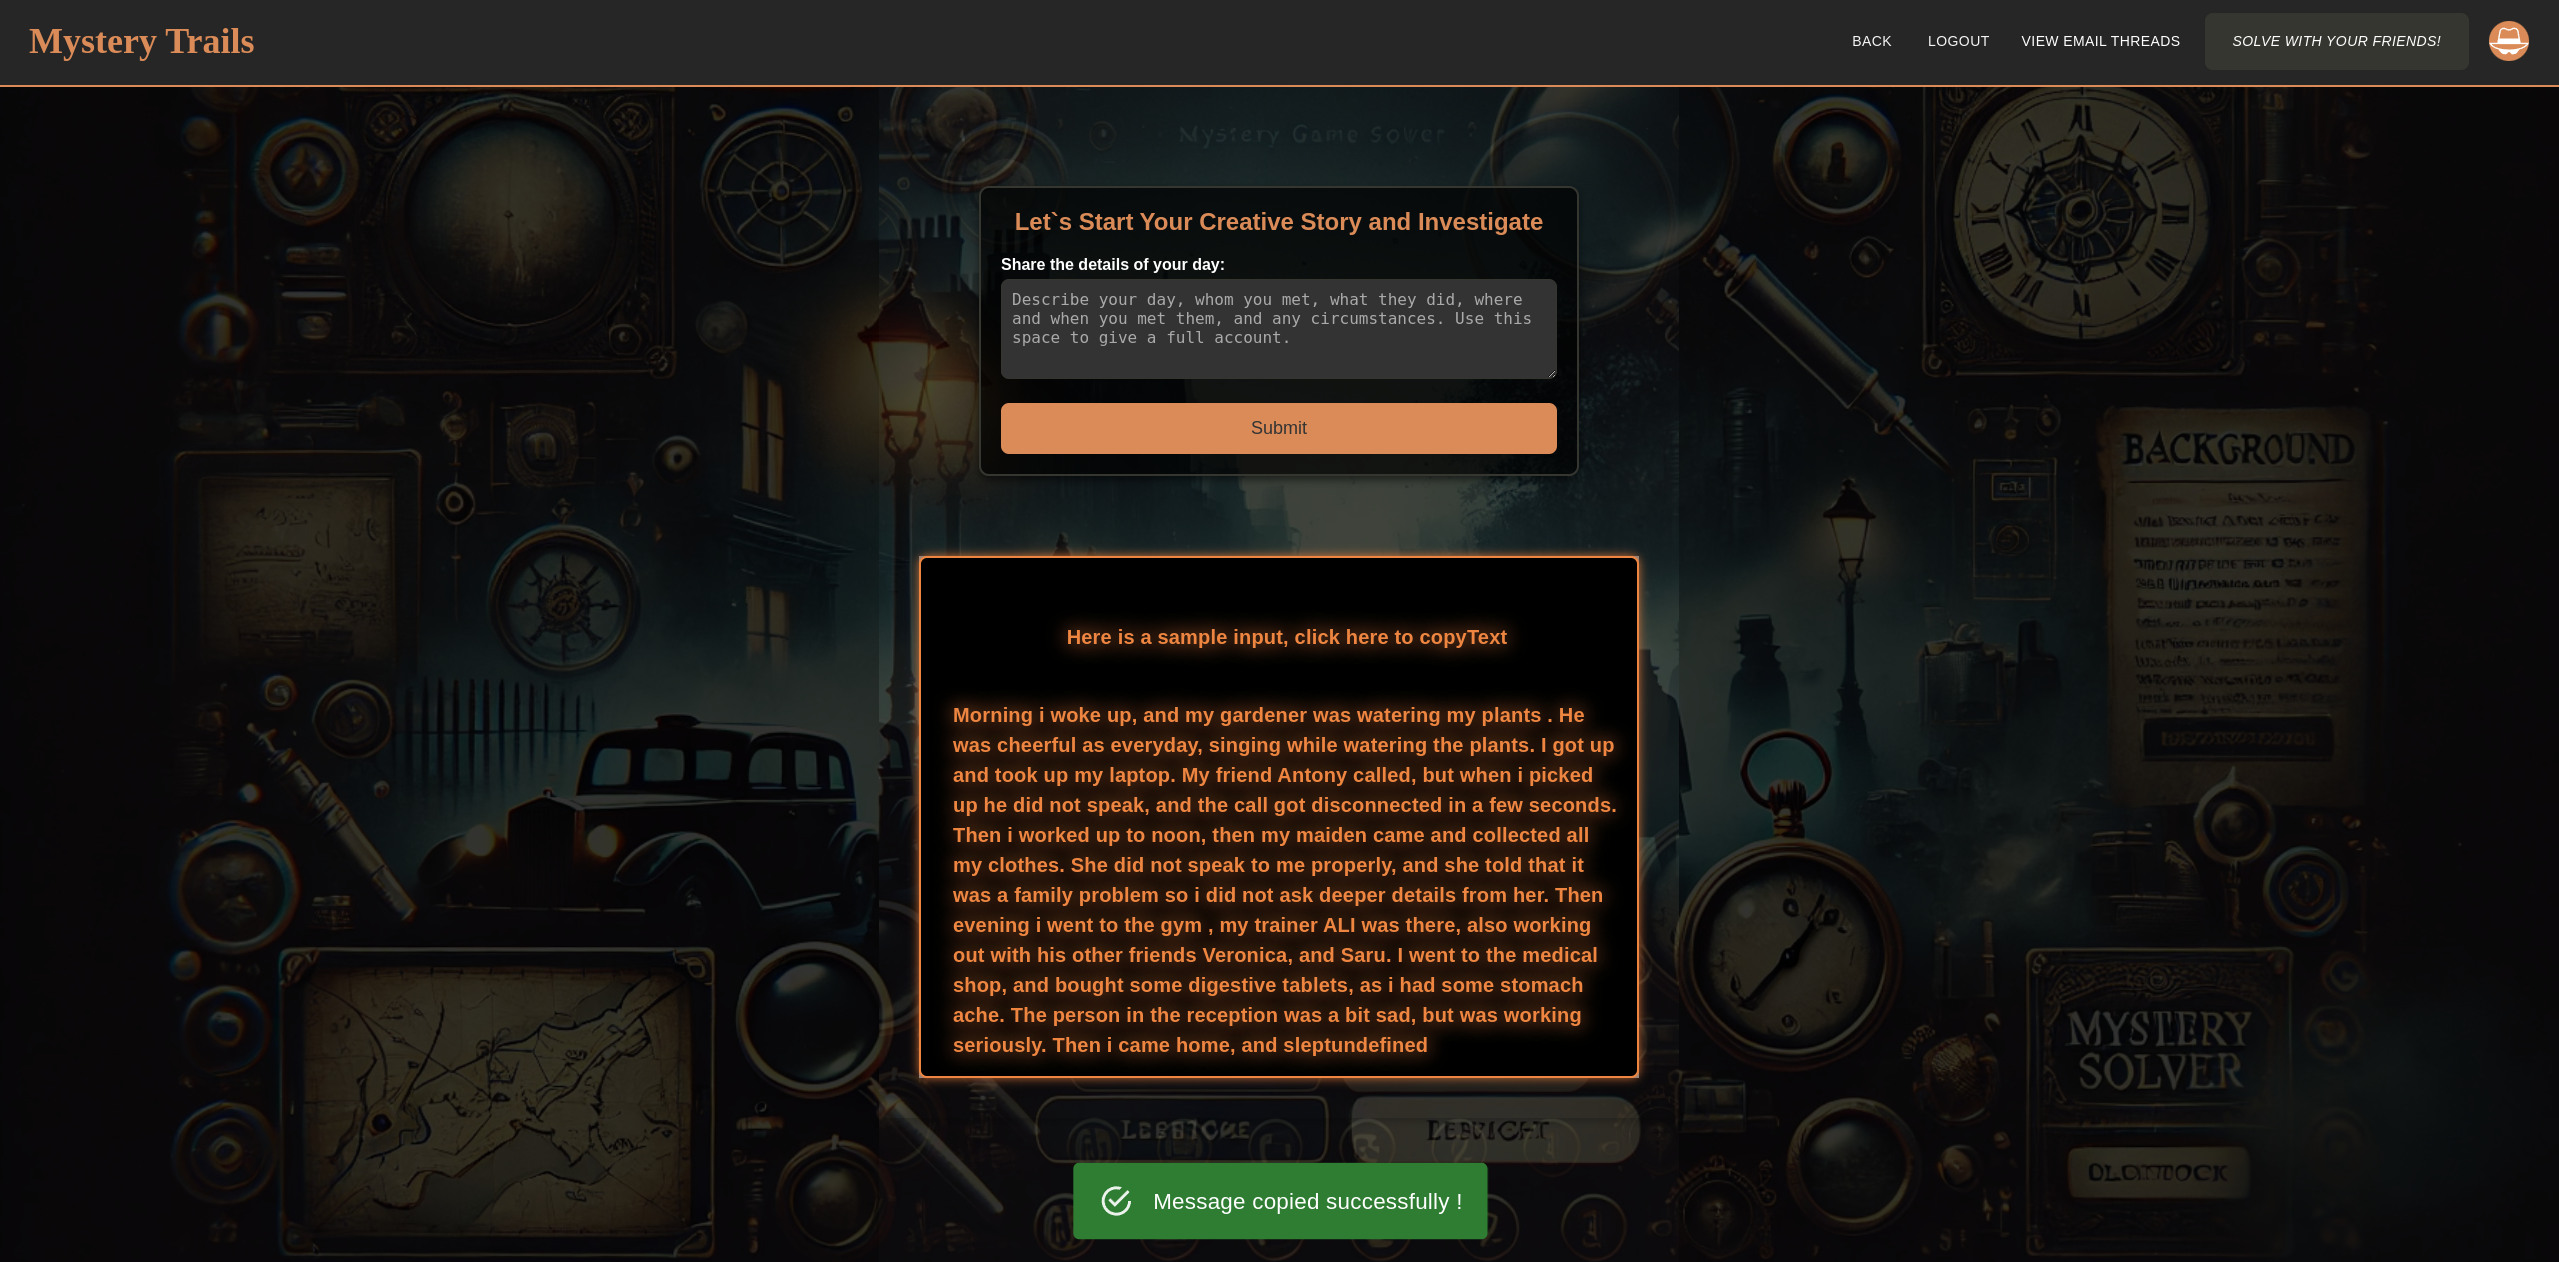 Mystery Trails
BACK
LOGOUT
VIEW EMAIL THREADS
SOLVE WITH YOUR FRIENDS!
Mystery Game Sower
Let`s Start Your Creative Story and Investigate
Share the details of your day:
Describe your day, whom you met, what they did, where
and when you met them, and any circumstances. Use this
space to give a full account.
Submit
BACKGROUND
Here is a sample input, click here to copyText
Morning i woke up, and my gardener was watering my plants . He
was cheerful as everyday, singing while watering the plants. I got up
and took up my laptop. My friend Antony called, but when i picked
up he did not speak, and the call got disconnected in a few seconds.
Then i worked up to noon, then my maiden came and collected all
my clothes. She did not speak to me properly, and she told that it
was a family problem so i did not ask deeper details from her. Then
evening i went to the gym , my trainer ALI was there, also working
out with his other friends Veronica, and Saru. I went to the medical
shop, and bought some digestive tablets, as i had some stomach
ache. The person in the reception was a bit sad, but was working
seriously. Then i came home, and sleptundefined
MYSTERY
SOLVER
Message copied successfully !